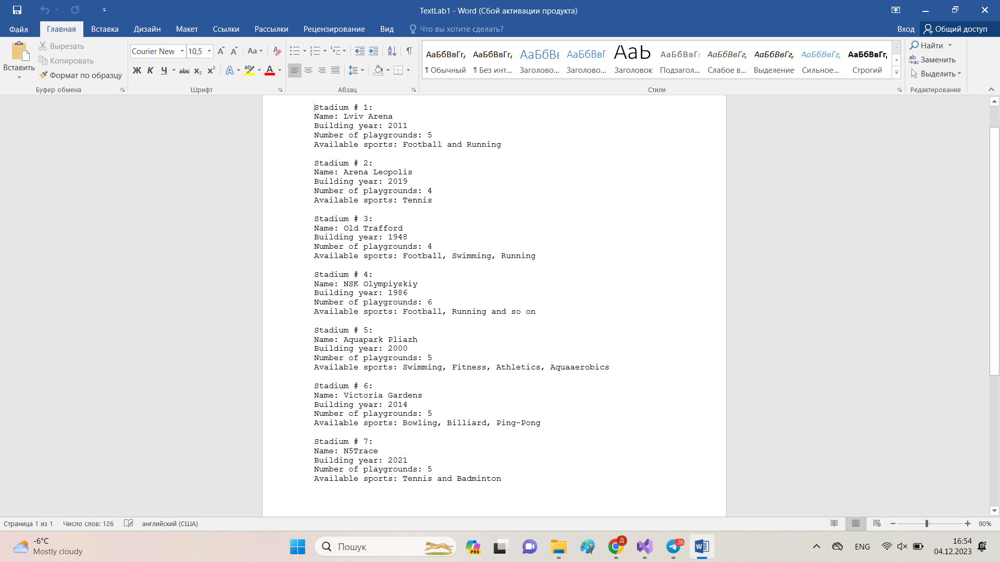 TextLab1 - Word (Сбой активации продукта)
Файл Главная Вставка Дизайн Макет Ссылки Рассылки Рецензирование Вид Что вы хотите сделать? Вход Общий доступ
Вставить
Вырезать
Копировать
Формат по образцу
Буфер обмена
Courier New 10,5
Ж К Ч abc x₂ x²
Шрифт
Абзац
АаБбВвГг, АаБбВвГг, АаБбВв АаБбВвГ АаБ АаБбВвГг АаБбВвГг, АаБбВвГг, АаБбВвГг, АаБбВвГг,
¶ Обычный ¶ Без инт... Заголово... Заголово... Заголовок Подзагол... Слабое в... Выделение Сильное... Строгий
Стили
Найти
Заменить
Выделить
Редактирование
Stadium # 1:
Name: Lviv Arena
Building year: 2011
Number of playgrounds: 5
Available sports: Football and Running
Stadium # 2:
Name: Arena Leopolis
Building year: 2019
Number of playgrounds: 4
Available sports: Tennis
Stadium # 3:
Name: Old Trafford
Building year: 1948
Number of playgrounds: 4
Available sports: Football, Swimming, Running
Stadium # 4:
Name: NSK Olympiyskiy
Building year: 1986
Number of playgrounds: 6
Available sports: Football, Running and so on
Stadium # 5:
Name: Aquapark Pliazh
Building year: 2000
Number of playgrounds: 5
Available sports: Swimming, Fitness, Athletics, Aquaaerobics
Stadium # 6:
Name: Victoria Gardens
Building year: 2014
Number of playgrounds: 5
Available sports: Bowling, Billiard, Ping-Pong
Stadium # 7:
Name: N5Trace
Building year: 2021
Number of playgrounds: 5
Available sports: Tennis and Badminton
Страница 1 из 1 Число слов: 126 английский (США) 90%
-6°C
Mostly cloudy
Пошук
ENG
16:54
04.12.2023